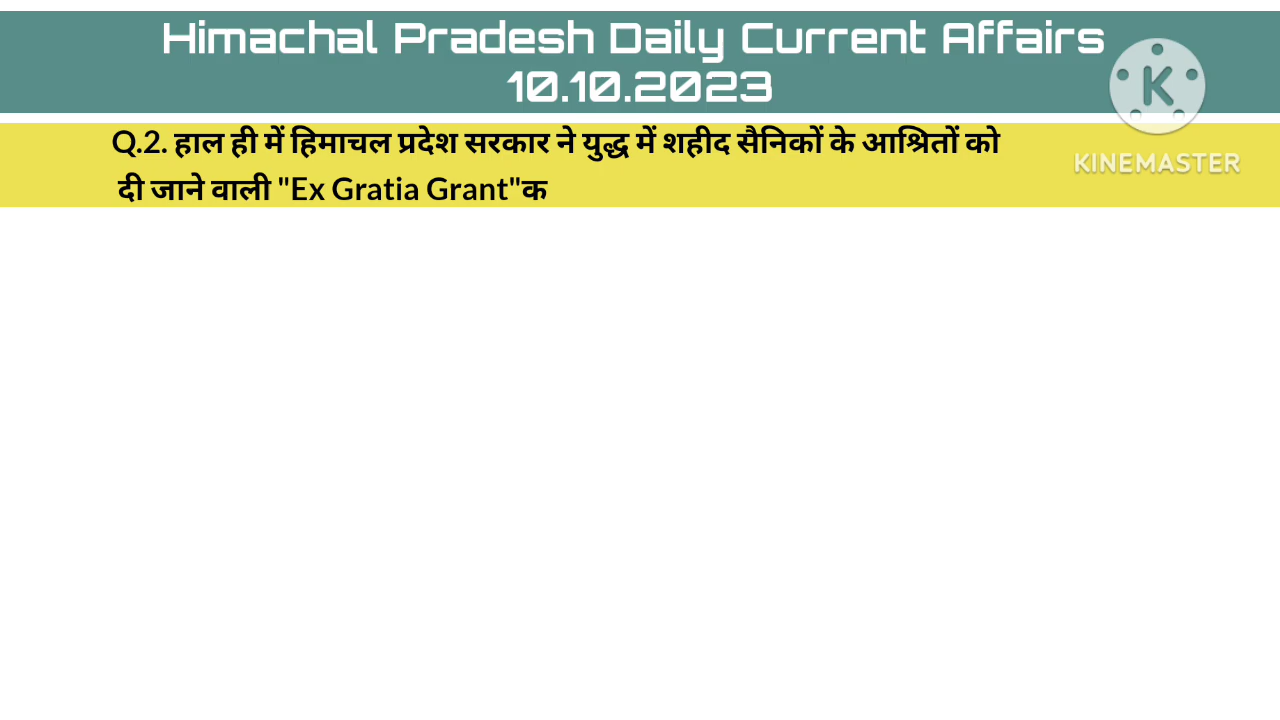 Himachal Pradesh Daily Current Affairs
10.10.2023
K
KINEMASTER
Q.2. हाल ही में हिमाचल प्रदेश सरकार ने युद्ध में शहीद सैनिकों के आश्रितों को
दी जाने वाली "Ex Gratia Grant"क